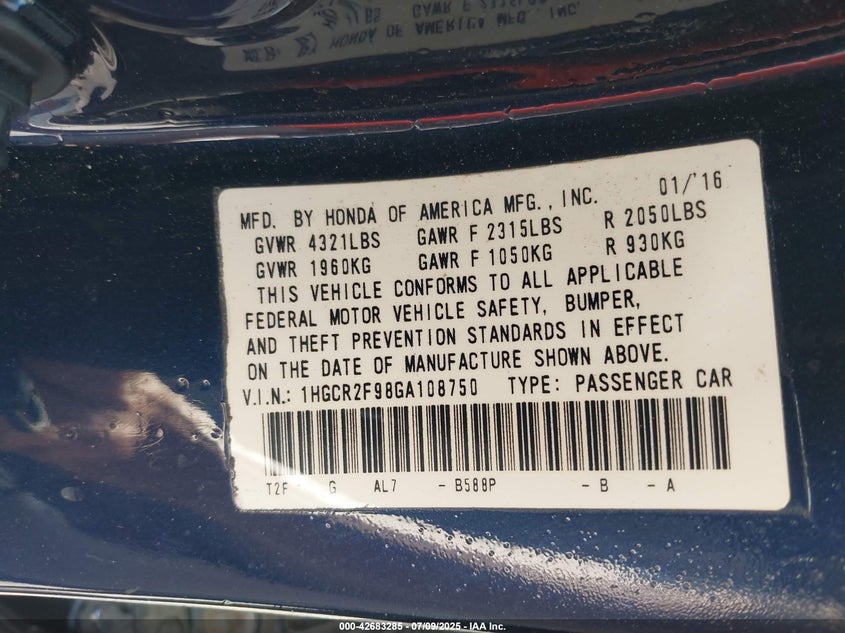 MFD. BY HONDA OF AMERICA MFG., INC. 01/'16
GVWR 4321LBS GAWR F 2315LBS R 2050LBS
GVWR 1960KG GAWR F 1050KG R 930KG
THIS VEHICLE CONFORMS TO ALL APPLICABLE
FEDERAL MOTOR VEHICLE SAFETY, BUMPER,
AND THEFT PREVENTION STANDARDS IN EFFECT
ON THE DATE OF MANUFACTURE SHOWN ABOVE.
V.I.N.: 1HGCR2F98GA108750 TYPE: PASSENGER CAR
T2F G AL7 -B588P -B -A
000-42683285 - 07/09/2025 - IAA Inc.